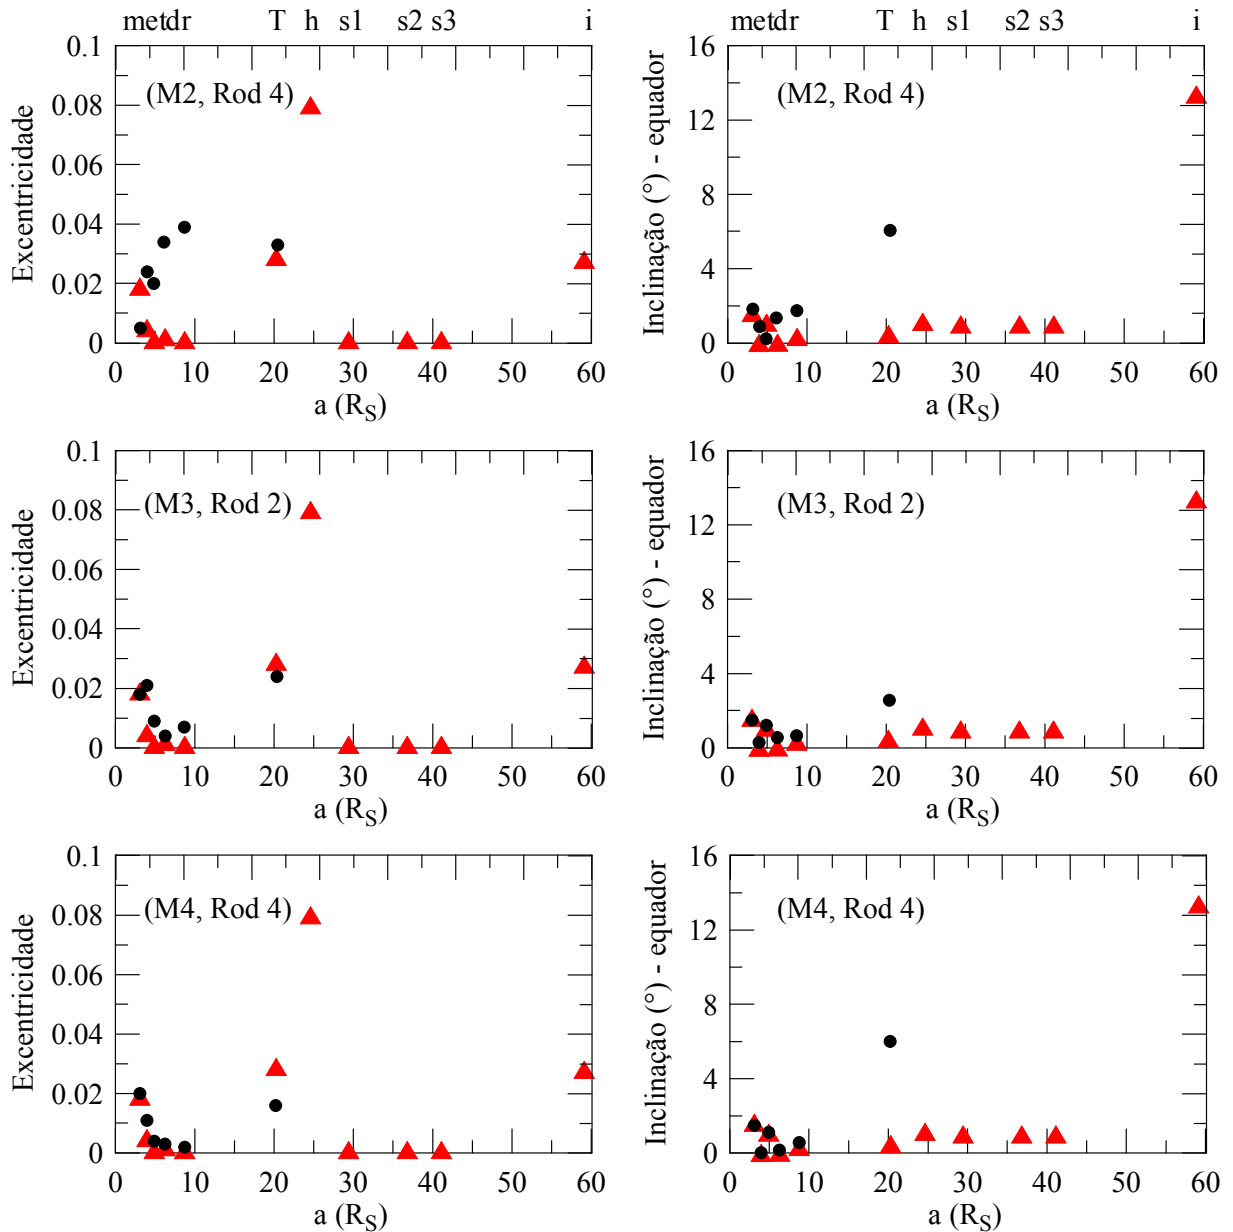 metdr T h s1 s2 s3 i
0.1
0.08
0.06
0.04
0.02
0
Excentricidade
(M2, Rod 4)
0 10 20 30 40 50 60
a (R_S)
metdr T h s1 s2 s3 i
16
12
8
4
0
Inclinação (°) - equador
(M2, Rod 4)
0 10 20 30 40 50 60
a (R_S)
0.1
0.08
0.06
0.04
0.02
0
Excentricidade
(M3, Rod 2)
0 10 20 30 40 50 60
a (R_S)
16
12
8
4
0
Inclinação (°) - equador
(M3, Rod 2)
0 10 20 30 40 50 60
a (R_S)
0.1
0.08
0.06
0.04
0.02
0
Excentricidade
(M4, Rod 4)
0 10 20 30 40 50 60
a (R_S)
16
12
8
4
0
Inclinação (°) - equador
(M4, Rod 4)
0 10 20 30 40 50 60
a (R_S)